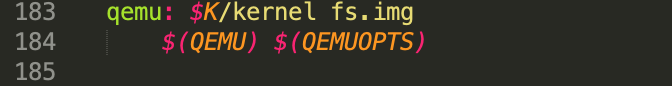 183 qemu: $K/kernel fs.img
184 $(QEMU) $(QEMUOPTS)
185